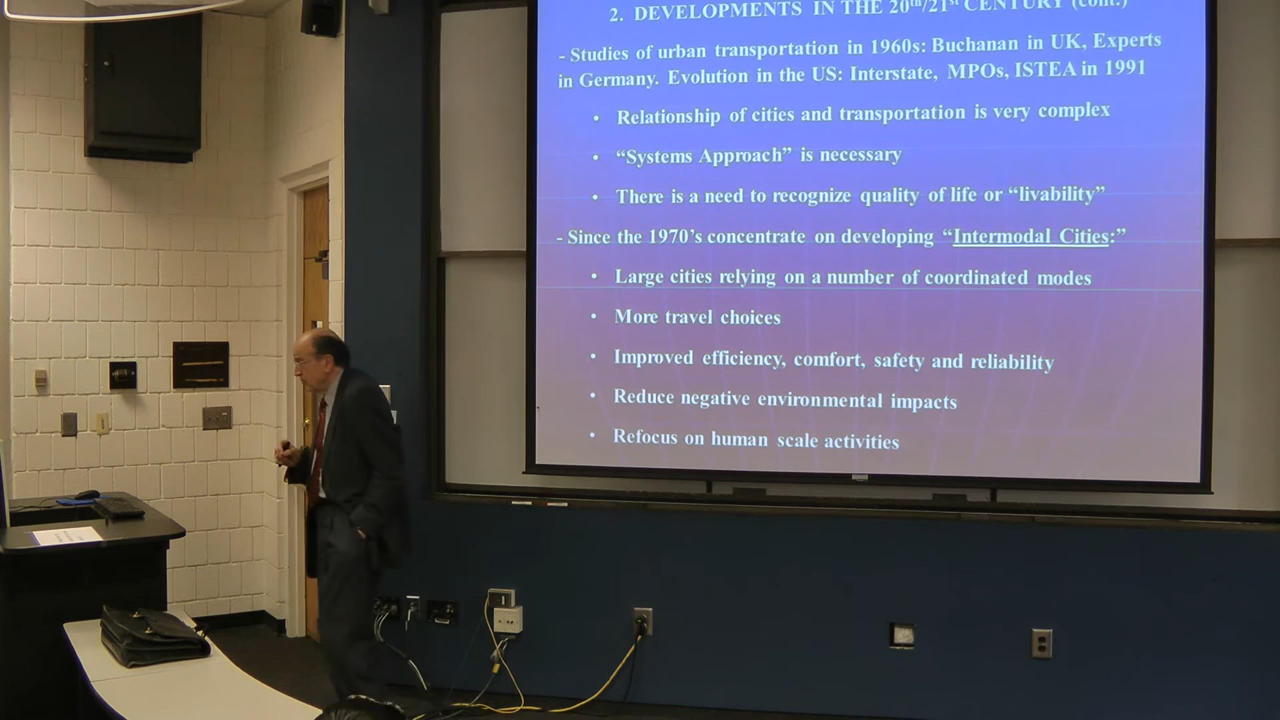 2. DEVELOPMENTS IN THE 20th/21st CENTURY (cont.)
- Studies of urban transportation in 1960s: Buchanan in UK, Experts
in Germany. Evolution in the US: Interstate, MPOs, ISTEA in 1991
• Relationship of cities and transportation is very complex
• “Systems Approach” is necessary
• There is a need to recognize quality of life or “livability”
- Since the 1970’s concentrate on developing “Intermodal Cities:”
• Large cities relying on a number of coordinated modes
• More travel choices
• Improved efficiency, comfort, safety and reliability
• Reduce negative environmental impacts
• Refocus on human scale activities